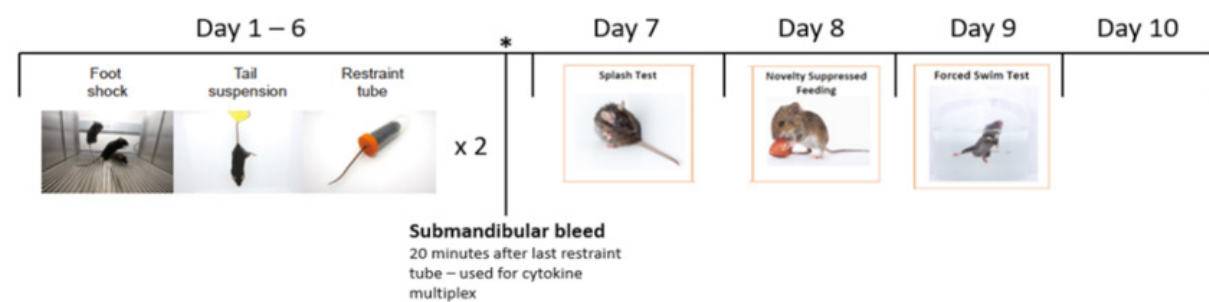 Day 1 – 6
*
Day 7
Day 8
Day 9
Day 10
Foot
shock
Tail
suspension
Restraint
tube
x 2
Splash Test
Novelty Suppressed
Feeding
Forced Swim Test
Submandibular bleed
20 minutes after last restraint
tube – used for cytokine
multiplex